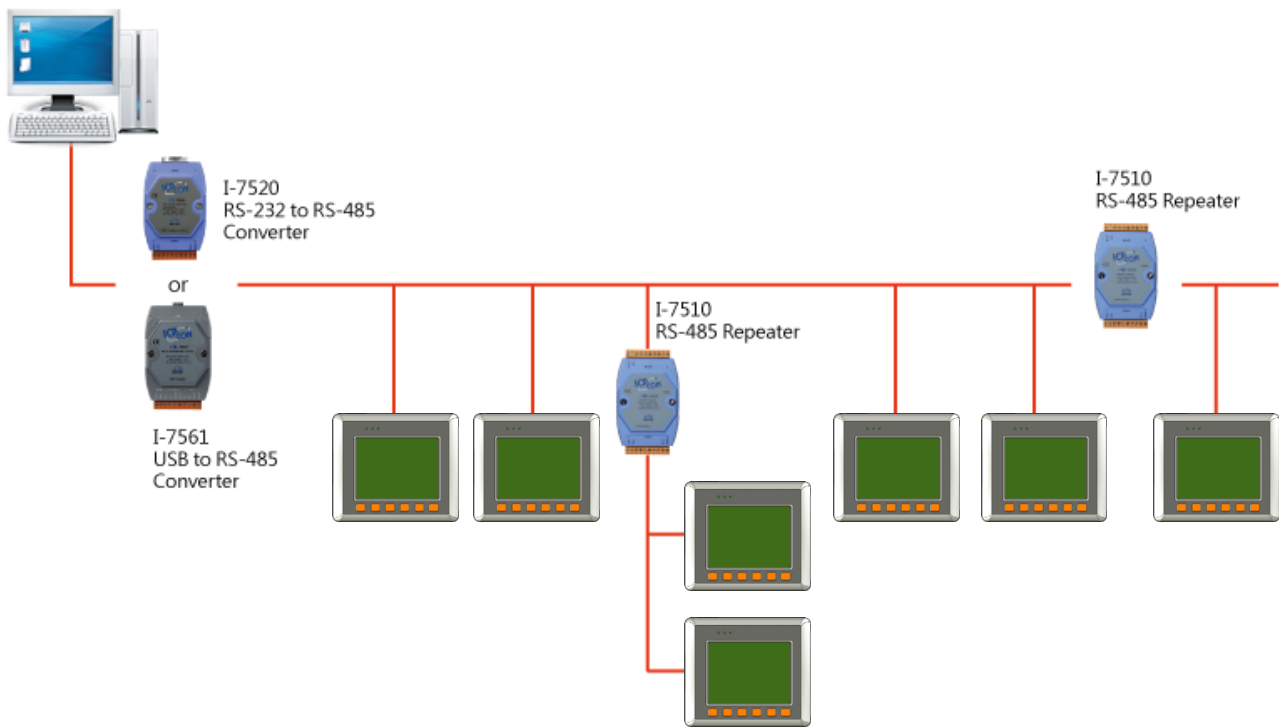 I-7520
RS-232 to RS-485
Converter
or
I-7561
USB to RS-485
Converter
I-7510
RS-485 Repeater
I-7510
RS-485 Repeater